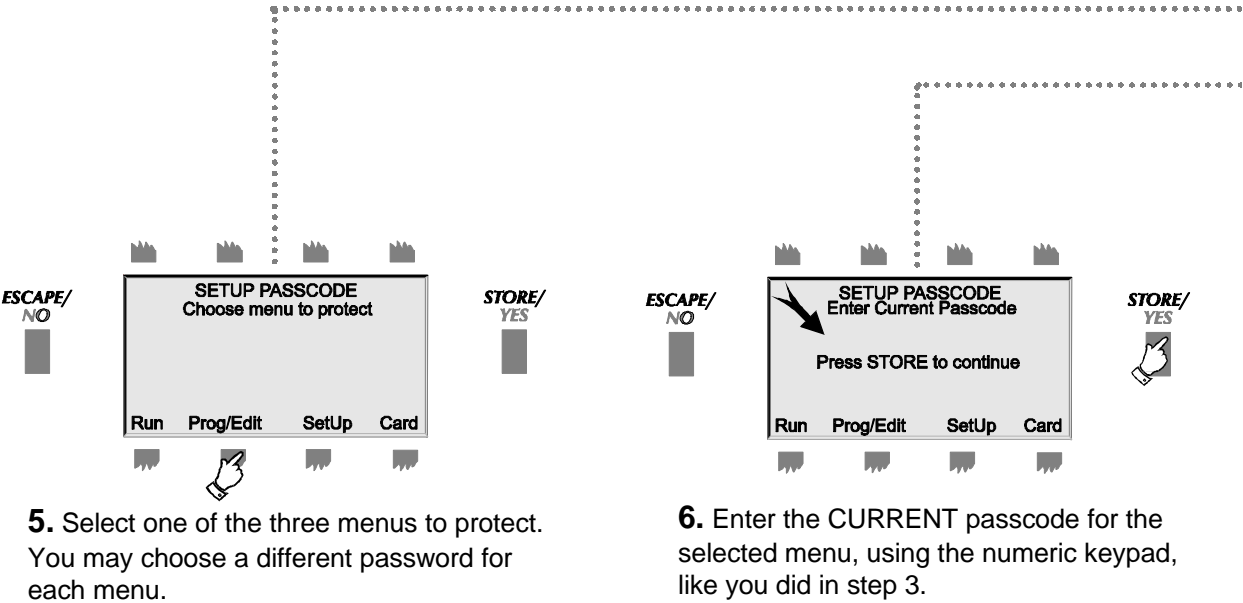 SETUP PASSCODE
Choose menu to protect
ESCAPE/
NO
STORE/
YES
Run Prog/Edit SetUp Card
5. Select one of the three menus to protect.
You may choose a different password for
each menu.
SETUP PASSCODE
Enter Current Passcode
ESCAPE/
NO
STORE/
YES
Press STORE to continue
Run Prog/Edit SetUp Card
6. Enter the CURRENT passcode for the
selected menu, using the numeric keypad,
like you did in step 3.